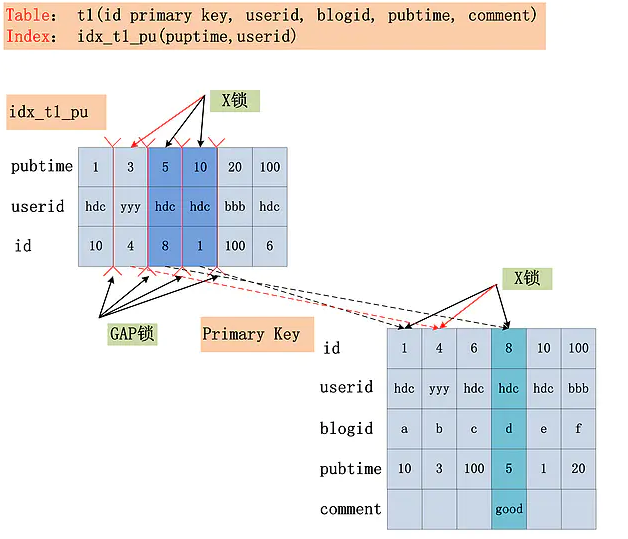 Table: t1(id primary key, userid, blogid, pubtime, comment)
Index: idx_t1_pu(puptime,userid)
X锁
idx_t1_pu
pubtime 1 3 5 10 20 100
userid hdc yyy hdc hdc bbb hdc
id 10 4 8 1 100 6
X锁
GAP锁
Primary Key
id 1 4 6 8 10 100
userid hdc yyy hdc hdc hdc bbb
blogid a b c d e f
pubtime 10 3 100 5 1 20
comment good